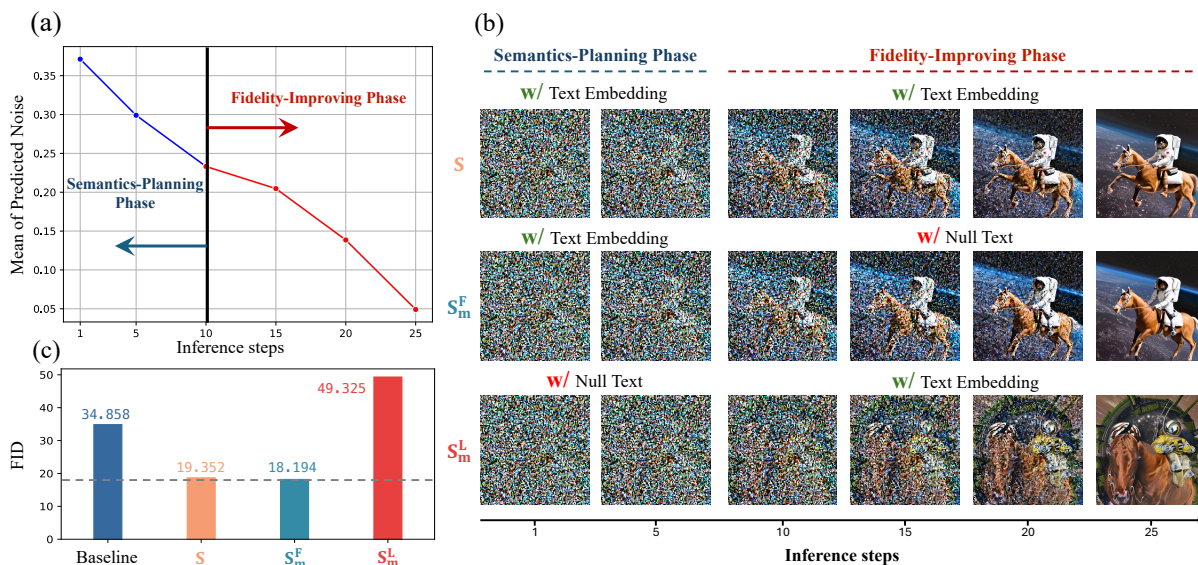 (a)
Mean of Predicted Noise
0.35
0.30
0.25
0.20
0.15
0.10
0.05
Fidelity-Improving Phase
Semantics-Planning
Phase
1
5
10
15
20
25
Inference steps
(c)
FID
50
40
30
20
10
0
34.858
19.352
18.194
49.325
Baseline
S
S_m^F
S_m^L
(b)
Semantics-Planning Phase
Fidelity-Improving Phase
w/ Text Embedding
w/ Text Embedding
S
w/ Text Embedding
w/ Null Text
S_m^F
w/ Null Text
w/ Text Embedding
S_m^L
1
5
10
15
20
25
Inference steps